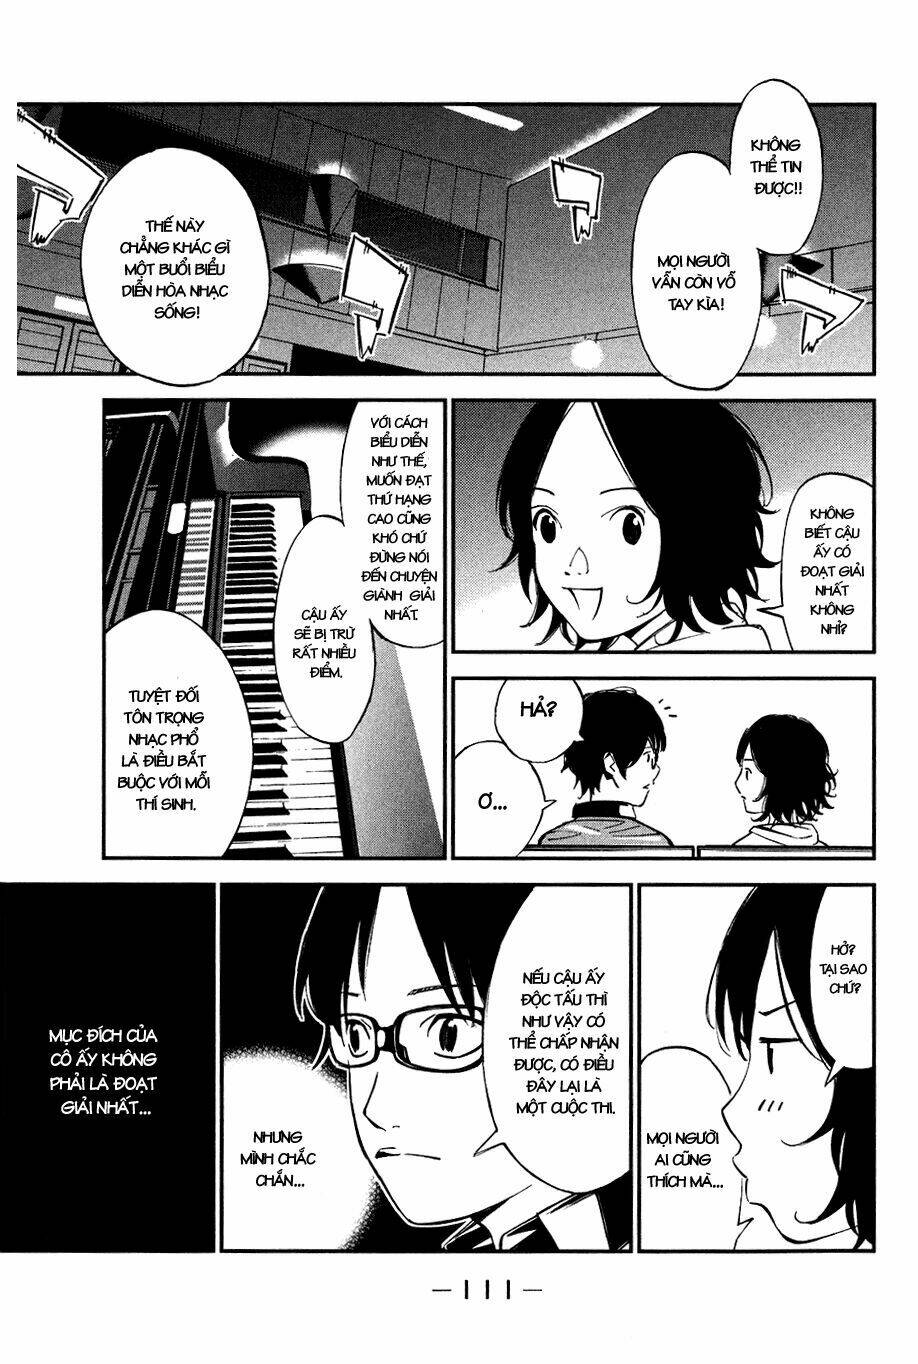 KHÔNG
THỂ TIN
ĐƯỢC!!
MỌI NGƯỜI
VẪN CÒN VỖ
TAY KÌA!
THẾ NÀY
CHẲNG KHÁC GÌ
MỘT BUỔI BIỂU
DIỄN HÒA NHẠC
SỐNG!
KHÔNG
BIẾT CẬU
ẤY CÓ
ĐOẠT GIẢI
NHẤT
KHÔNG
NHỈ?
HẢ?
Ơ...
VỚI CÁCH
BIỂU DIỄN
NHƯ THẾ,
MUỐN ĐẠT
THỨ HẠNG
CAO CŨNG
KHÓ CHỨ
ĐỪNG NÓI
ĐẾN CHUYỆN
GIÀNH GIẢI
NHẤT.
CẬU ẤY
SẼ BỊ TRỪ
RẤT NHIỀU
ĐIỂM.
TUYỆT ĐỐI
TÔN TRỌNG
NHẠC PHỔ
LÀ ĐIỀU BẮT
BUỘC VỚI MỖI
THÍ SINH.
HỞ?
TẠI SAO
CHỨ?
MỌI NGƯỜI
AI CŨNG
THÍCH MÀ...
NẾU CẬU ẤY
ĐỘC TẤU THÌ
NHƯ VẬY CÓ
THỂ CHẤP NHẬN
ĐƯỢC, CÓ ĐIỀU
ĐÂY LẠI LÀ
MỘT CUỘC THI.
NHƯNG
MÌNH CHẮC
CHẮN...
MỤC ĐÍCH CỦA
CÔ ẤY KHÔNG
PHẢI LÀ ĐOẠT
GIẢI NHẤT...
– 111 –